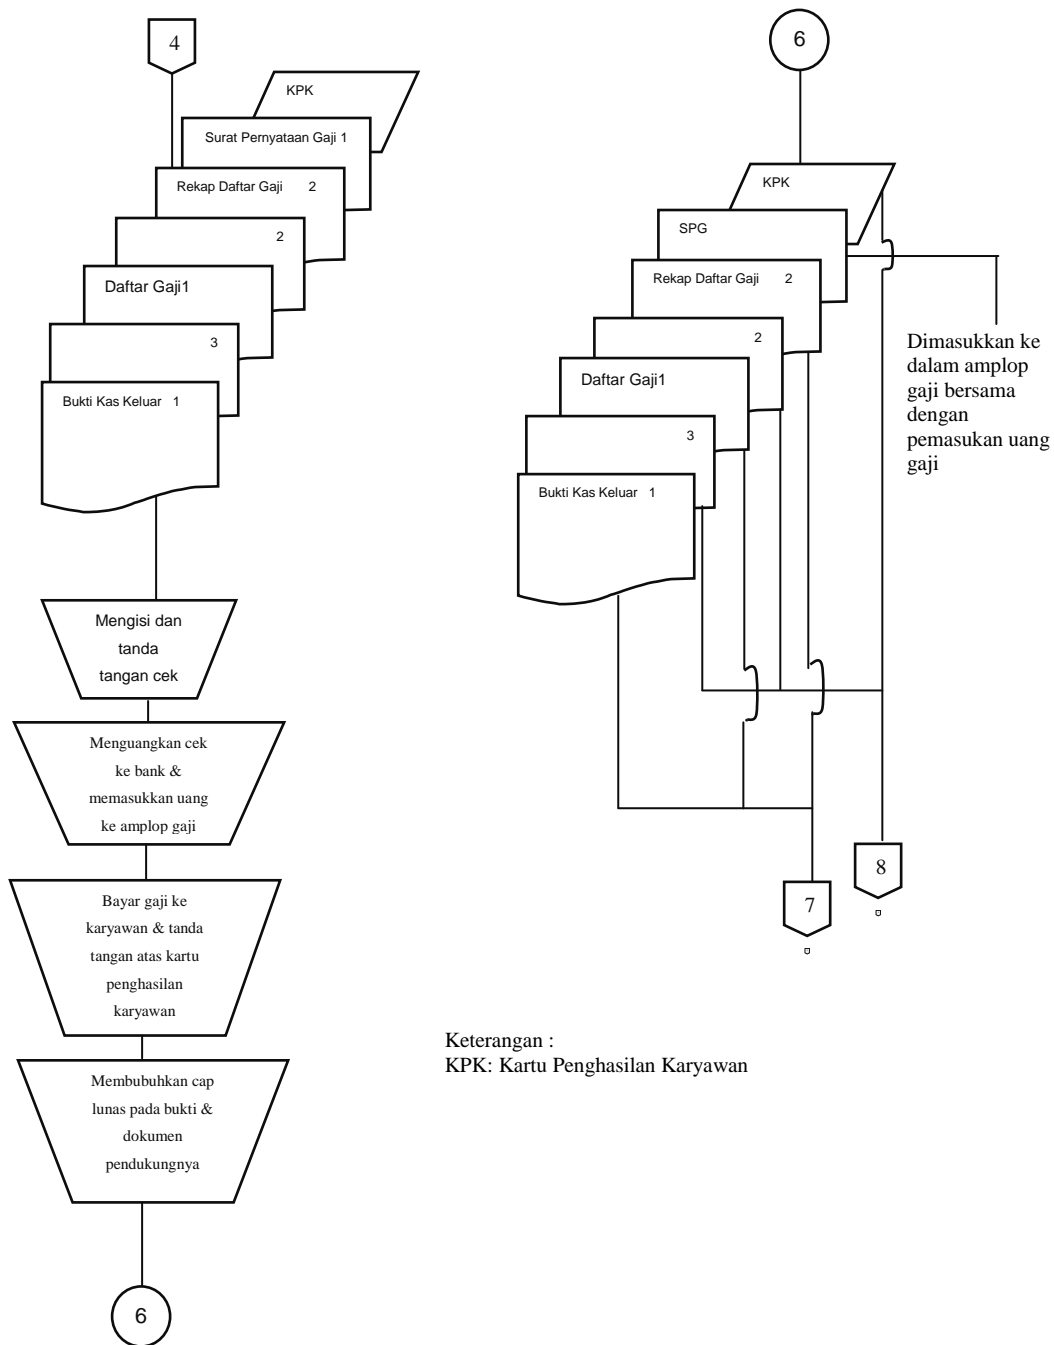 4
KPK
Surat Pernyataan Gaji 1
Rekap Daftar Gaji 2
2
Daftar Gaji1
3
Bukti Kas Keluar 1
Mengisi dan
tanda
tangan cek
Menguangkan cek
ke bank &
memasukkan uang
ke amplop gaji
Bayar gaji ke
karyawan & tanda
tangan atas kartu
penghasilan
karyawan
Membubuhkan cap
lunas pada bukti &
dokumen
pendukungnya
6
6
KPK
SPG
Rekap Daftar Gaji 2
2
Daftar Gaji1
3
Bukti Kas Keluar 1
Dimasukkan ke
dalam amplop
gaji bersama
dengan
pemasukan uang
gaji
8
7
Keterangan :
KPK: Kartu Penghasilan Karyawan